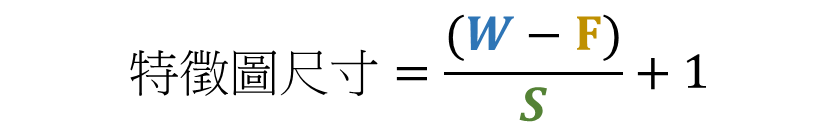 特徵圖尺寸 = (W − F) / S + 1